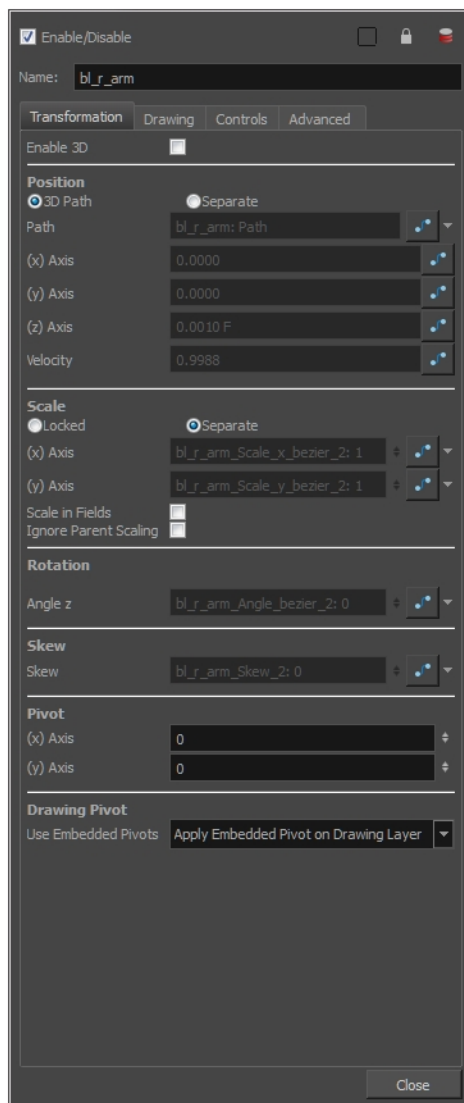 Enable/Disable
Name: bl_r_arm
Transformation Drawing Controls Advanced
Enable 3D
Position
3D Path Separate
Path bl_r_arm: Path
(x) Axis 0.0000
(y) Axis 0.0000
(z) Axis 0.0010 F
Velocity 0.9988
Scale
Locked Separate
(x) Axis bl_r_arm_Scale_x_bezier_2: 1
(y) Axis bl_r_arm_Scale_y_bezier_2: 1
Scale in Fields
Ignore Parent Scaling
Rotation
Angle z bl_r_arm_Angle_bezier_2: 0
Skew
Skew bl_r_arm_Skew_2: 0
Pivot
(x) Axis 0
(y) Axis 0
Drawing Pivot
Use Embedded Pivots Apply Embedded Pivot on Drawing Layer
Close